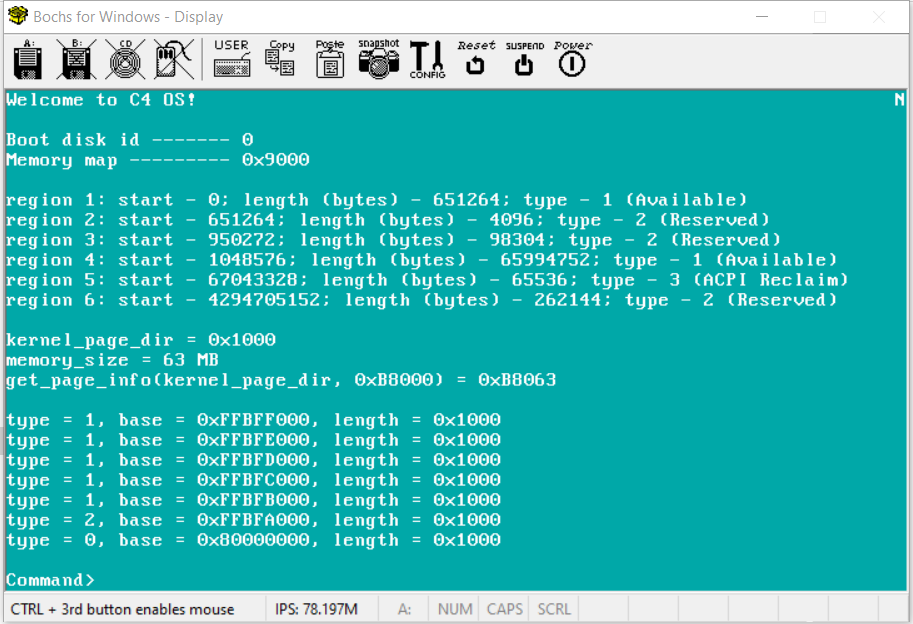 Bochs for Windows - Display
A: B: CD USER Copy Paste snapshot CONFIG Reset SUSPEND Power
Welcome to C4 OS! N
Boot disk id ------- 0
Memory map --------- 0x9000
region 1: start - 0; length (bytes) - 651264; type - 1 (Available)
region 2: start - 651264; length (bytes) - 4096; type - 2 (Reserved)
region 3: start - 950272; length (bytes) - 98304; type - 2 (Reserved)
region 4: start - 1048576; length (bytes) - 65994752; type - 1 (Available)
region 5: start - 67043328; length (bytes) - 65536; type - 3 (ACPI Reclaim)
region 6: start - 4294705152; length (bytes) - 262144; type - 2 (Reserved)
kernel_page_dir = 0x1000
memory_size = 63 MB
get_page_info(kernel_page_dir, 0xB8000) = 0xB8063
type = 1, base = 0xFFBFF000, length = 0x1000
type = 1, base = 0xFFBFE000, length = 0x1000
type = 1, base = 0xFFBFD000, length = 0x1000
type = 1, base = 0xFFBFC000, length = 0x1000
type = 1, base = 0xFFBFB000, length = 0x1000
type = 2, base = 0xFFBFA000, length = 0x1000
type = 0, base = 0x80000000, length = 0x1000
Command>
CTRL + 3rd button enables mouse IPS: 78.197M A: NUM CAPS SCRL